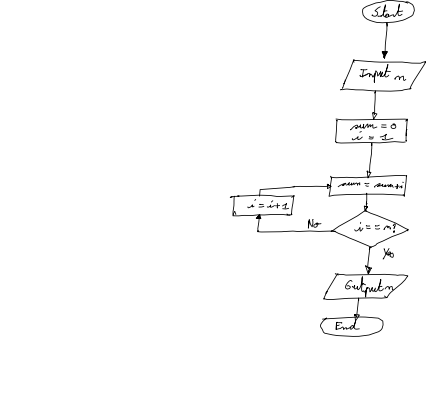 Start
Input n
sum = 0
i = 1
sum = sum+i
i = i+1
i == n?
No
Yes
Output n
End